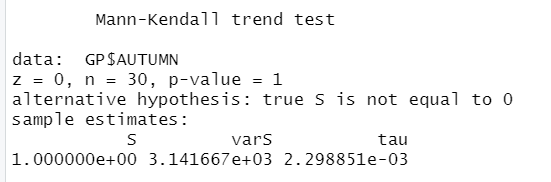 Mann-Kendall trend test
data:  GP$AUTUMN
z = 0, n = 30, p-value = 1
alternative hypothesis: true S is not equal to 0
sample estimates:
S varS tau
1.000000e+00 3.141667e+03 2.298851e-03